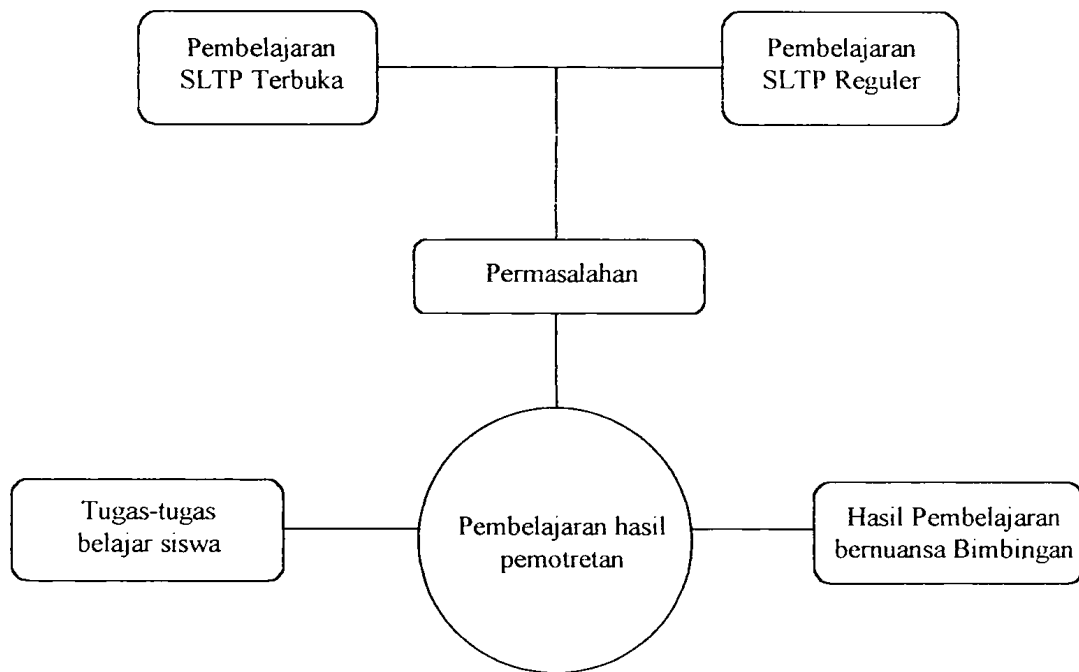 Pembelajaran
SLTP Terbuka
Pembelajaran
SLTP Reguler
Permasalahan
Tugas-tugas
belajar siswa
Pembelajaran hasil
pemotretan
Hasil Pembelajaran
bernuansa Bimbingan